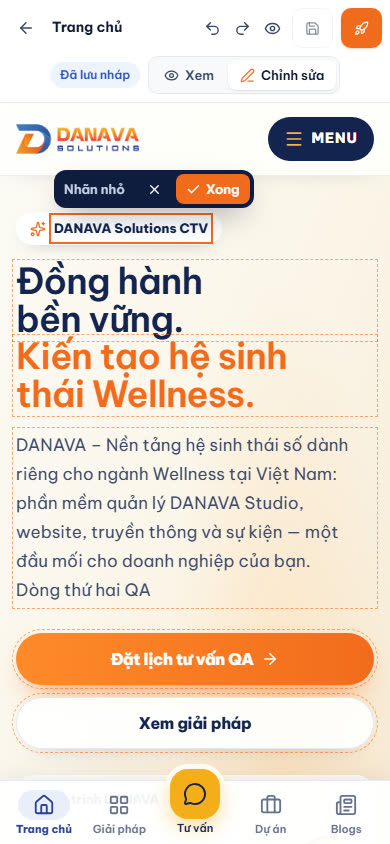 Trang chủ
Đã lưu nháp
Xem
Chỉnh sửa
DANAVA
SOLUTIONS
MENU
Nhãn nhỏ
Xong
DANAVA Solutions CTV
Đồng hành
bền vững.
Kiến tạo hệ sinh
thái Wellness.
DANAVA – Nền tảng hệ sinh thái số dành
riêng cho ngành Wellness tại Việt Nam:
phần mềm quản lý DANAVA Studio,
website, truyền thông và sự kiện — một
đầu mối cho doanh nghiệp của bạn.
Dòng thứ hai QA
Đặt lịch tư vấn QA
Xem giải pháp
Trang chủ
Giải pháp
Tư vấn
Dự án
Blogs